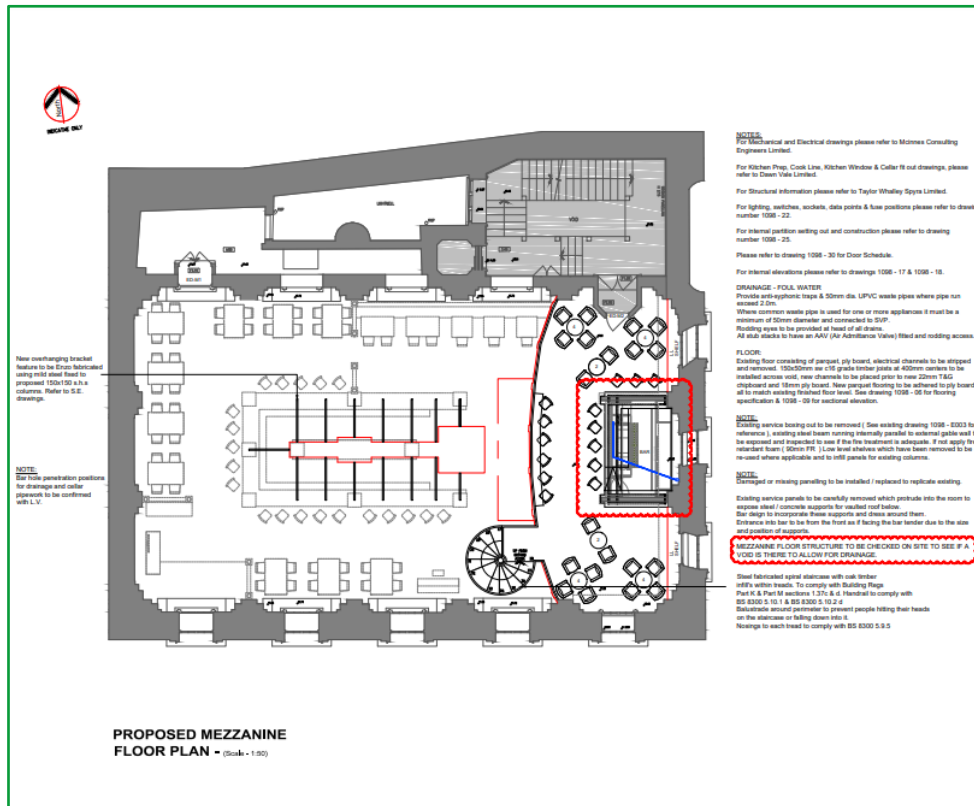 North
INDICATIVE ONLY
NOTES:
For Mechanical and Electrical drawings please refer to Mcinnes Consulting
Engineers Limited.
For Kitchen Prep, Cook Line, Kitchen Window & Cellar fit out drawings, please
refer to Dawn Vale Limited.
For Structural information please refer to Taylor Whalley Spyra Limited.
For lighting, switches, sockets, data points & fuse positions please refer to drawin
number 1098 - 22.
For internal partition setting out and construction please refer to drawing
number 1098 - 25.
Please refer to drawing 1098 - 30 for Door Schedule.
For internal elevations please refer to drawings 1098 - 17 & 1098 - 18.
DRAINAGE - FOUL WATER
Provide anti-syphonic traps & 50mm dia. UPVC waste pipes where pipe run
exceed 2.0m.
Where common waste pipe is used for one or more appliances it must be a
minimum of 50mm diameter and connected to SVP.
Rodding eyes to be provided at head of all drains.
All stub stacks to have an AAV (Air Admittance Valve) fitted and rodding access.
FLOOR:
Existing floor consisting of parquet, ply board, electrical channels to be stripped
and removed. 150x50mm sw c16 grade timber joists at 400mm centers to be
installed across void, new channels to be placed prior to new 22mm T&G
chipboard and 18mm ply board. New parquet flooring to be adhered to ply board
all to match existing finished floor level. See drawing 1098 - 06 for flooring
specification & 1098 - 09 for sectional elevation.
NOTE:
Existing service boxing out to be removed ( See existing drawing 1098 - E003 fo
reference ), existing steel beam running internally parallel to external gable wall
be exposed and inspected to see if the fire treatment is adequate. If not apply fir
retardant foam ( 90min FR ) Low level shelves which have been removed to be
re-used where applicable and to infill panels for existing columns.
NOTE:
Damaged or missing panelling to be installed / replaced to replicate existing.
Existing service panels to be carefully removed which protrude into the room to
expose steel / concrete supports for vaulted roof below.
Bar deign to incorporate these supports and dress around them.
Entrance into bar to be from the front as if facing the bar tender due to the size
and position of supports.
MEZZANINE FLOOR STRUCTURE TO BE CHECKED ON SITE TO SEE IF A
VOID IS THERE TO ALLOW FOR DRAINAGE.
Steel fabricated spiral staircase with oak timber
infill's within treads. To comply with Building Regs
Part K & Part M sections 1.37c & d. Handrail to comply with
BS 8300 5.10.1 & BS 8300 5.10.2 d
Balustrade around perimeter to prevent people hitting their heads
on the staircase or falling down into it.
Nosings to each tread to comply with BS 8300 5.9.5
New overhanging bracket
feature to be Enzo fabricated
using mild steel fixed to
proposed 150x150 s.h.s
columns. Refer to S.E.
drawings.
NOTE:
Bar hole penetration positions
for drainage and cellar
pipework to be confirmed
with L.V.
LIGHTWELL
VOID
BAR
LL
SHELF
LL
SHELF
4
4
2
2
4
4
PROPOSED MEZZANINE
FLOOR PLAN - (Scale - 1:50)